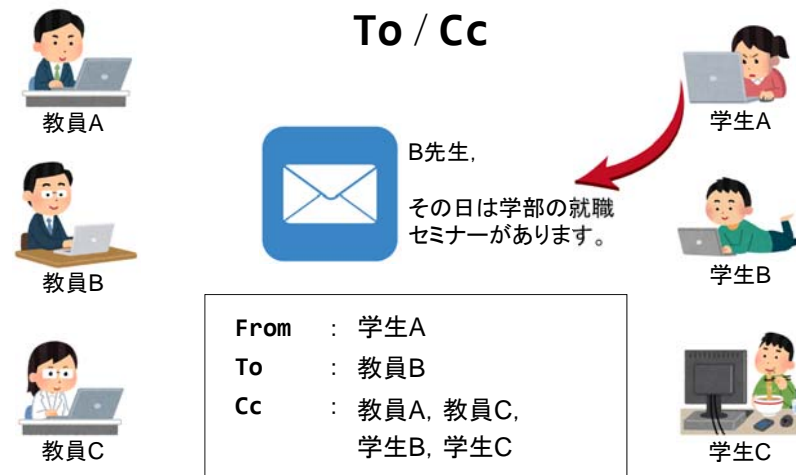 To / Cc
教員A
学生A
B先生,
その日は学部の就職
セミナーがあります。
教員B
学生B
From : 学生A
To : 教員B
Cc : 教員A, 教員C,
学生B, 学生C
教員C
学生C